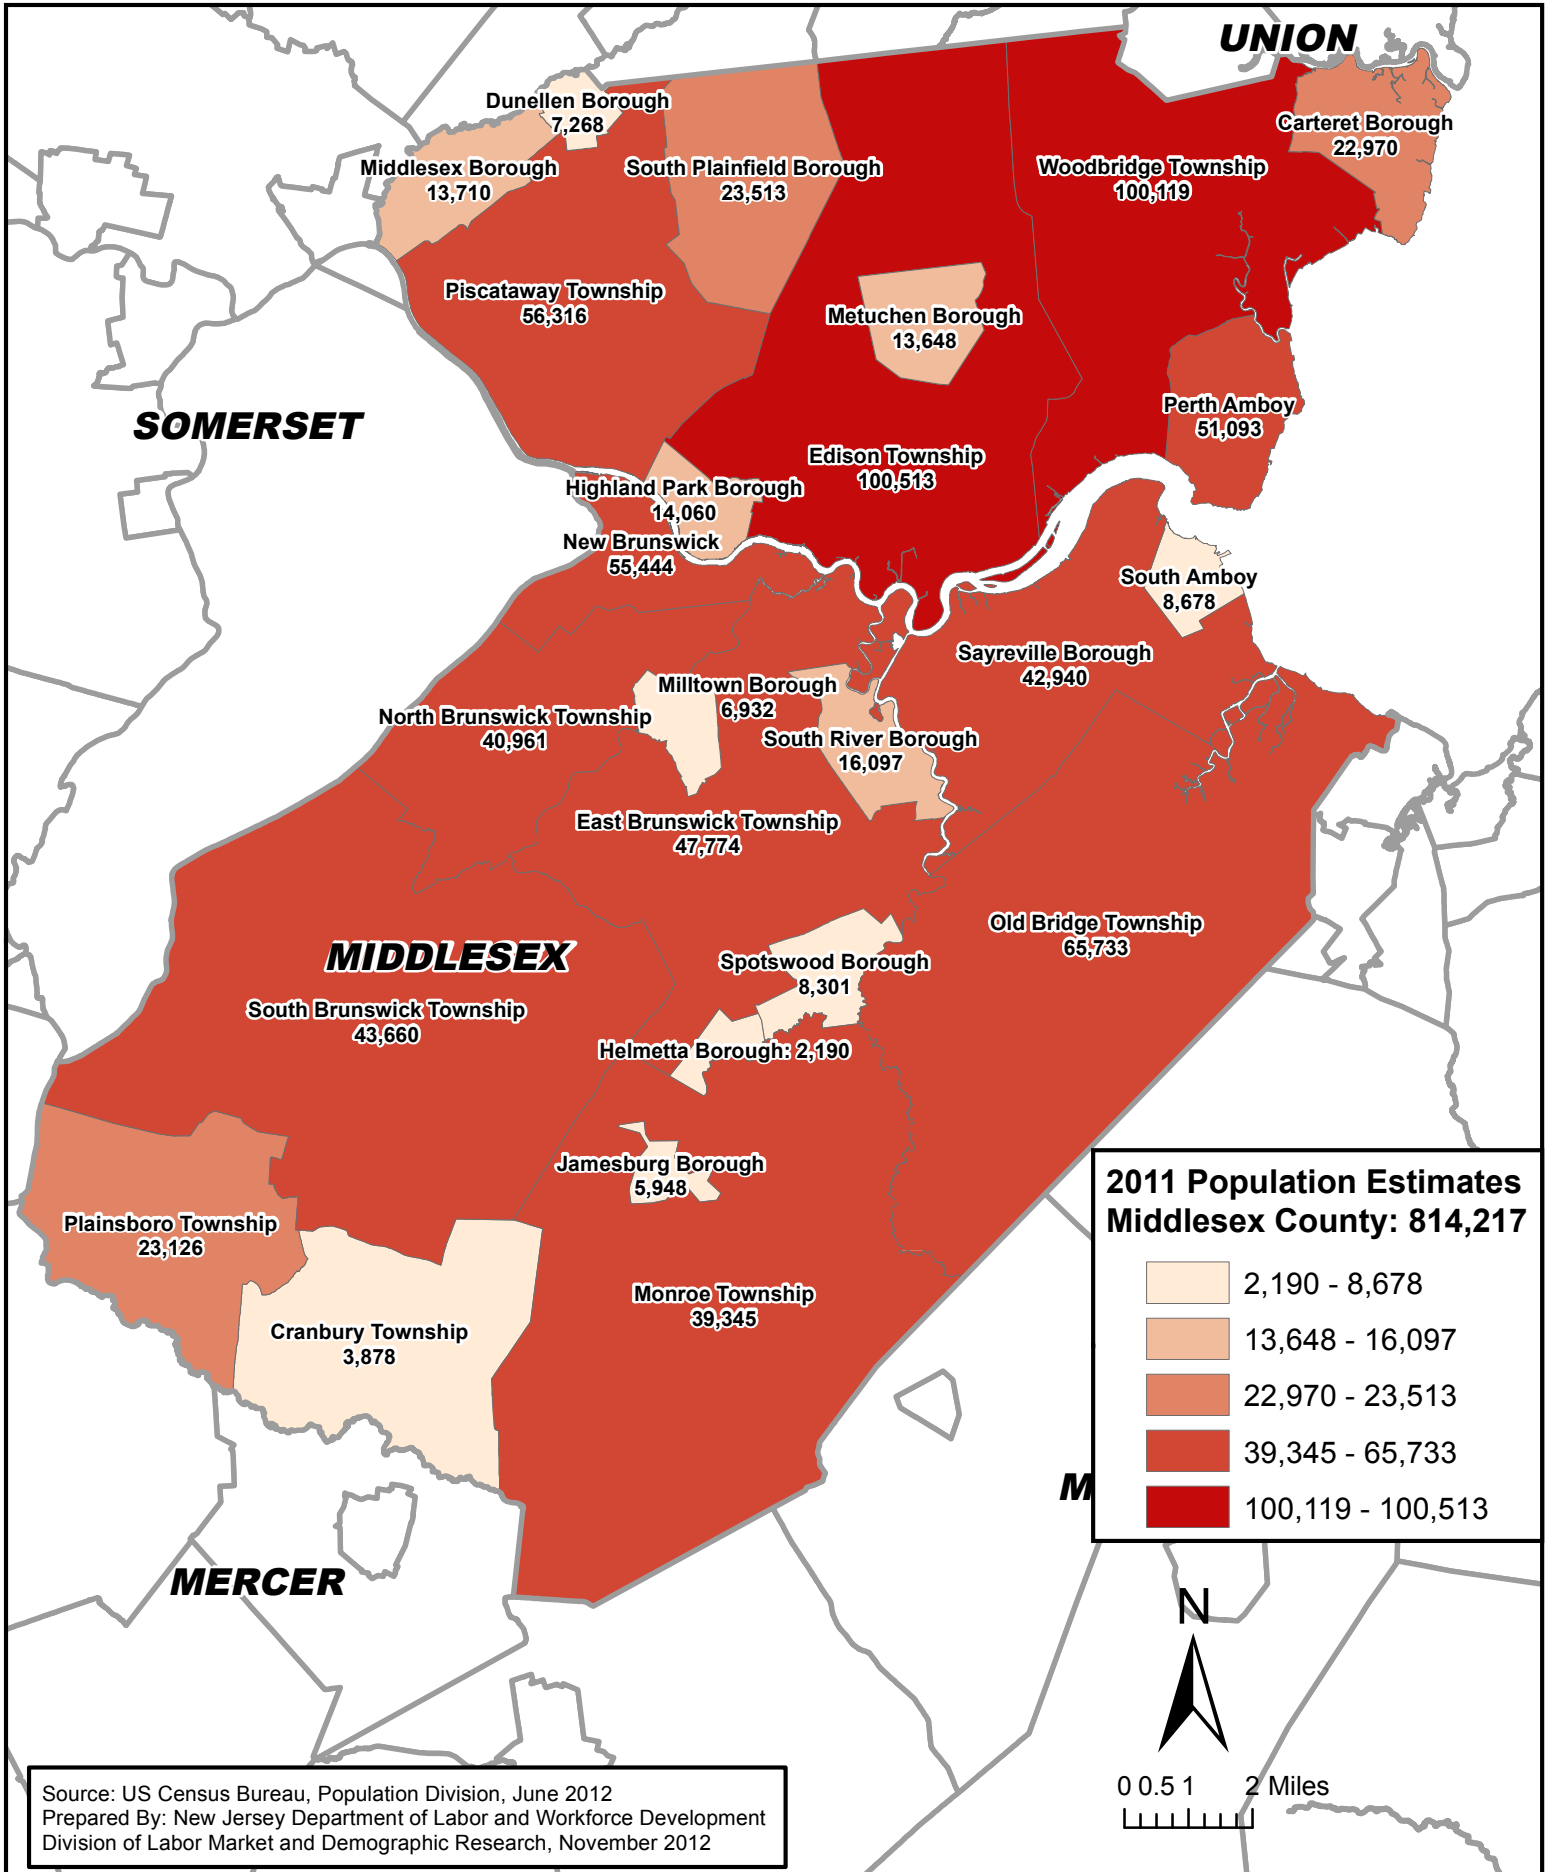 UNION
Dunellen Borough
7,268
Carteret Borough
22,970
Middlesex Borough
13,710
South Plainfield Borough
23,513
Woodbridge Township
100,119
Piscataway Township
56,316
Metuchen Borough
13,648
SOMERSET
Perth Amboy
51,093
Edison Township
100,513
Highland Park Borough
14,060
New Brunswick
55,444
South Amboy
8,678
Sayreville Borough
42,940
Milltown Borough
6,932
North Brunswick Township
40,961
South River Borough
16,097
East Brunswick Township
47,774
Old Bridge Township
65,733
MIDDLESEX
Spotswood Borough
8,301
South Brunswick Township
43,660
Helmetta Borough: 2,190
Jamesburg Borough
5,948
Plainsboro Township
23,126
Monroe Township
39,345
Cranbury Township
3,878
2011 Population Estimates
Middlesex County: 814,217
2,190 - 8,678
13,648 - 16,097
22,970 - 23,513
39,345 - 65,733
100,119 - 100,513
M
MERCER
N
0 0.5 1 2 Miles
Source: US Census Bureau, Population Division, June 2012
Prepared By: New Jersey Department of Labor and Workforce Development
Division of Labor Market and Demographic Research, November 2012